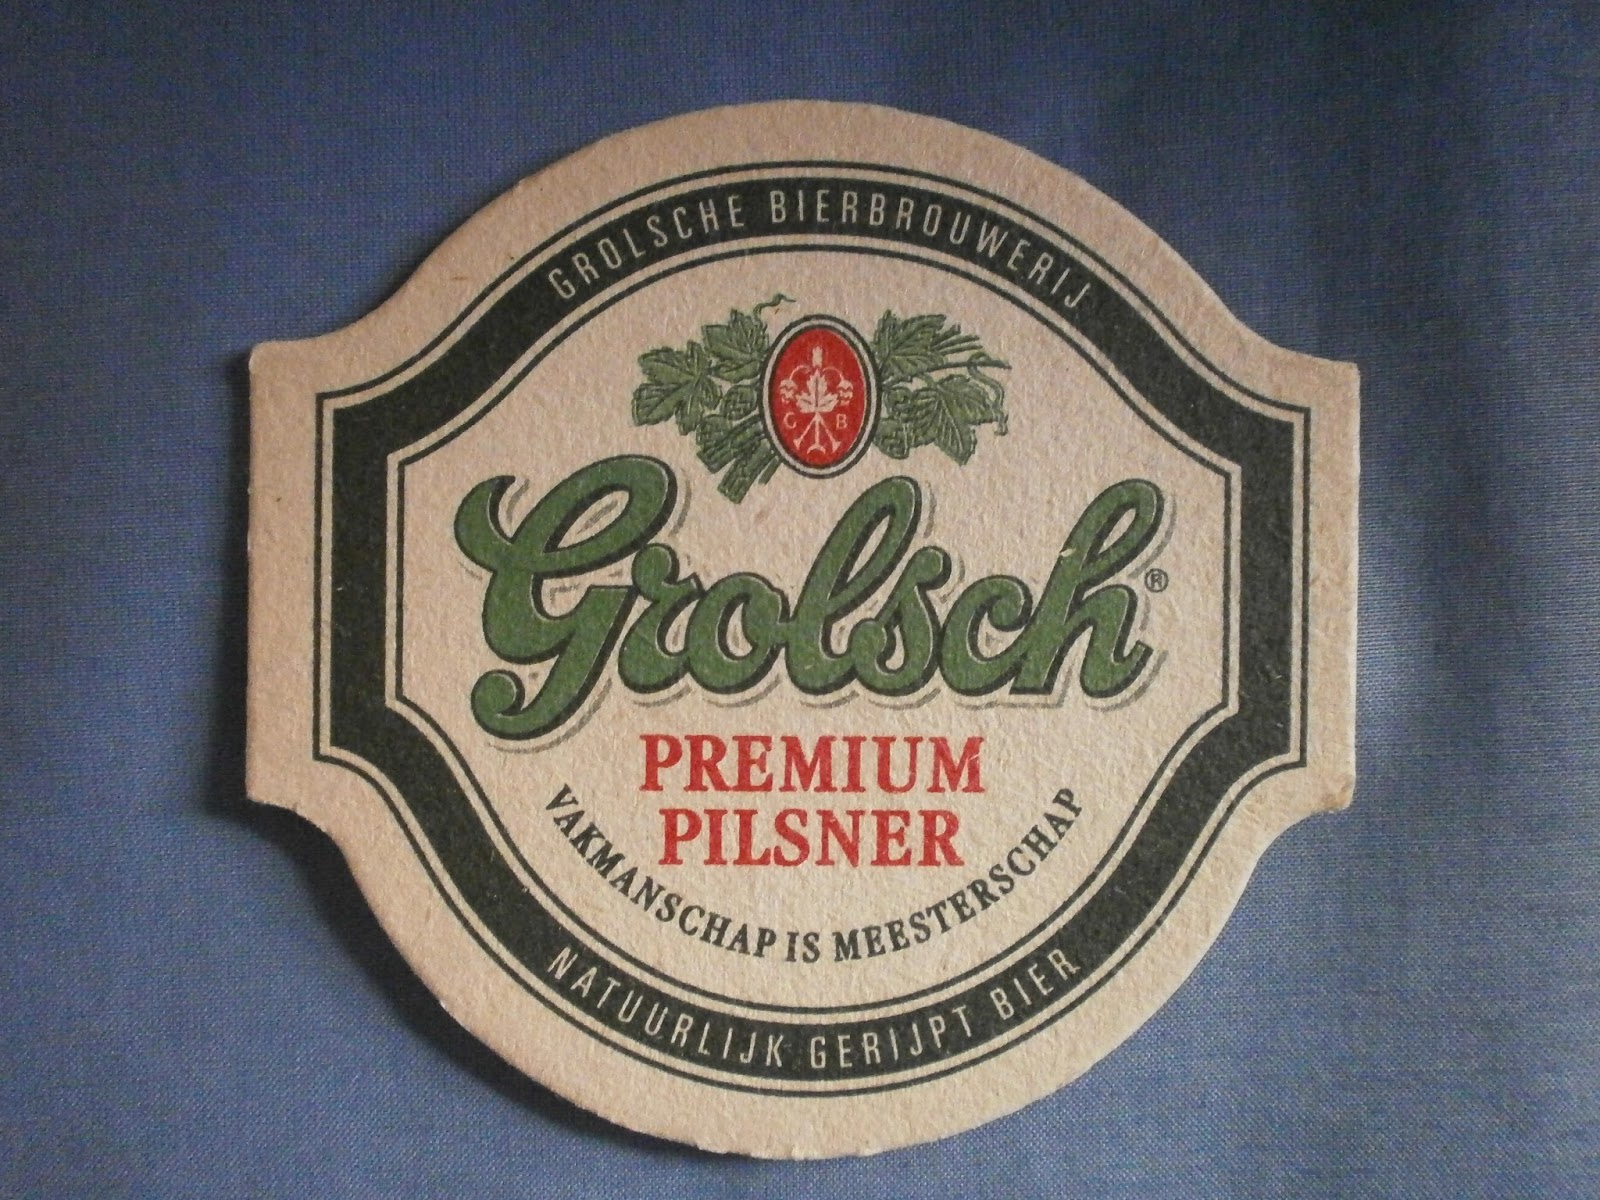 GROLSCHE BIERBROUWERIJ
G B
Grolsch®
PREMIUM
PILSNER
VAKMANSCHAP IS MEESTERSCHAP
NATUURLIJK GERIJPT BIER